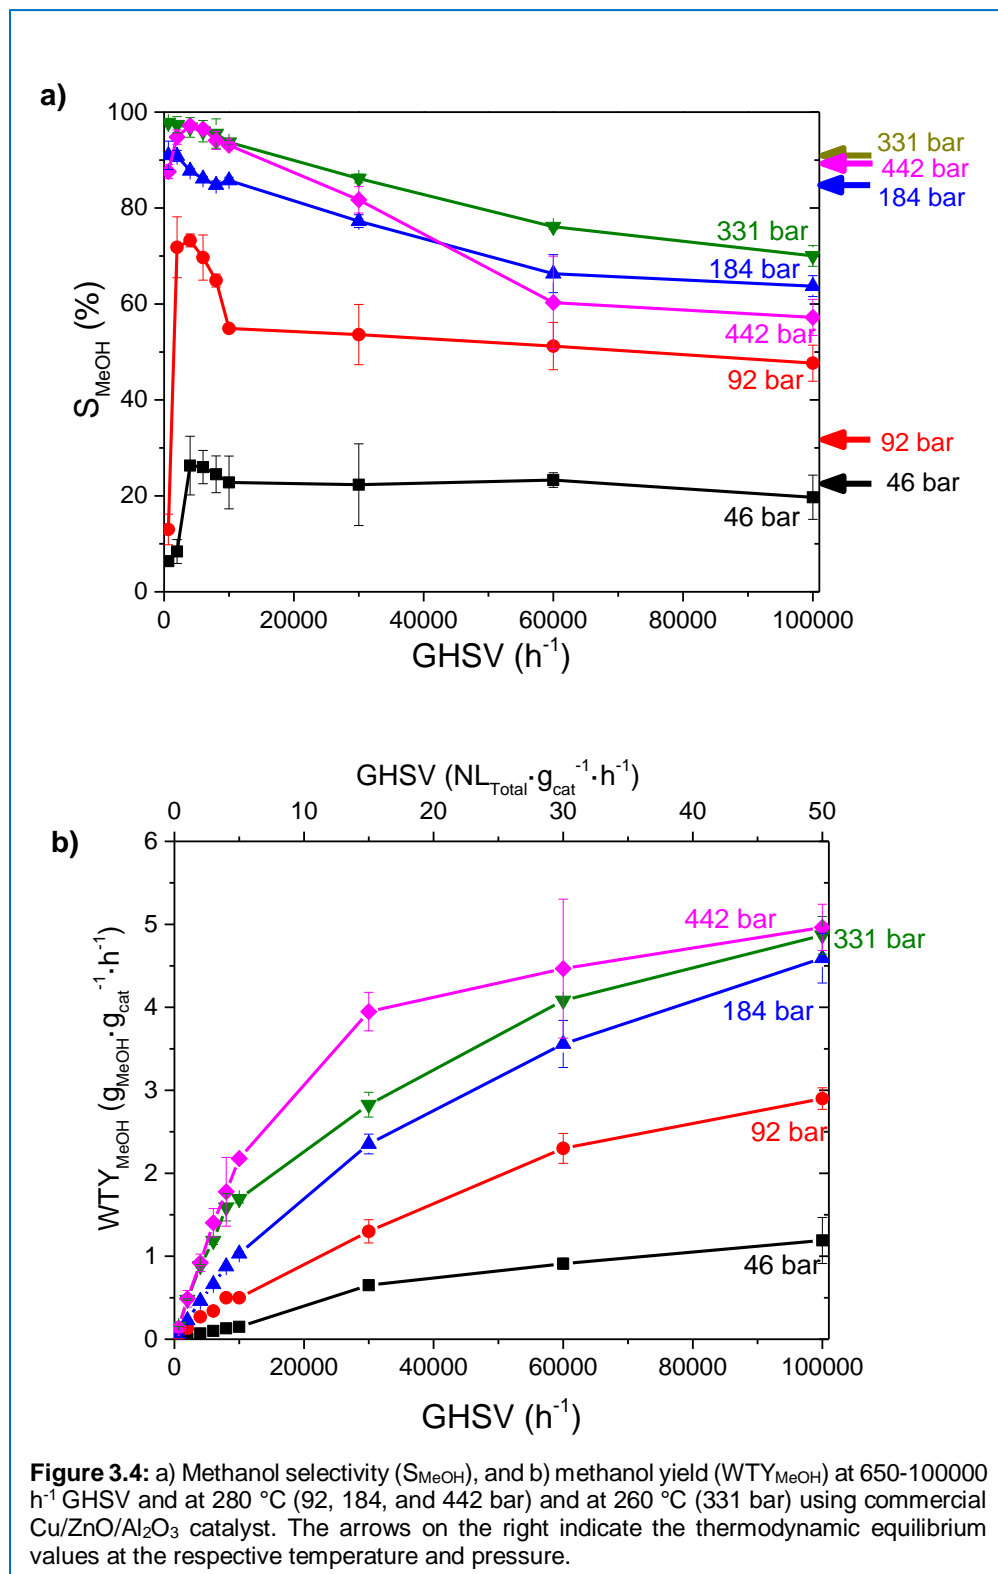 a)
100
80
60
40
20
0
S_MeOH (%)
331 bar
442 bar
184 bar
331 bar
184 bar
442 bar
92 bar
92 bar
46 bar
46 bar
0 20000 40000 60000 80000 100000
GHSV (h⁻¹)
GHSV (NL_Total·g_cat⁻¹·h⁻¹)
0 10 20 30 40 50
b)
6
5
4
3
2
1
0
WTY_MeOH (g_MeOH·g_cat⁻¹·h⁻¹)
442 bar
331 bar
184 bar
92 bar
46 bar
0 20000 40000 60000 80000 100000
GHSV (h⁻¹)
Figure 3.4: a) Methanol selectivity (S_MeOH), and b) methanol yield (WTY_MeOH) at 650-100000
h⁻¹ GHSV and at 280 °C (92, 184, and 442 bar) and at 260 °C (331 bar) using commercial
Cu/ZnO/Al₂O₃ catalyst. The arrows on the right indicate the thermodynamic equilibrium
values at the respective temperature and pressure.